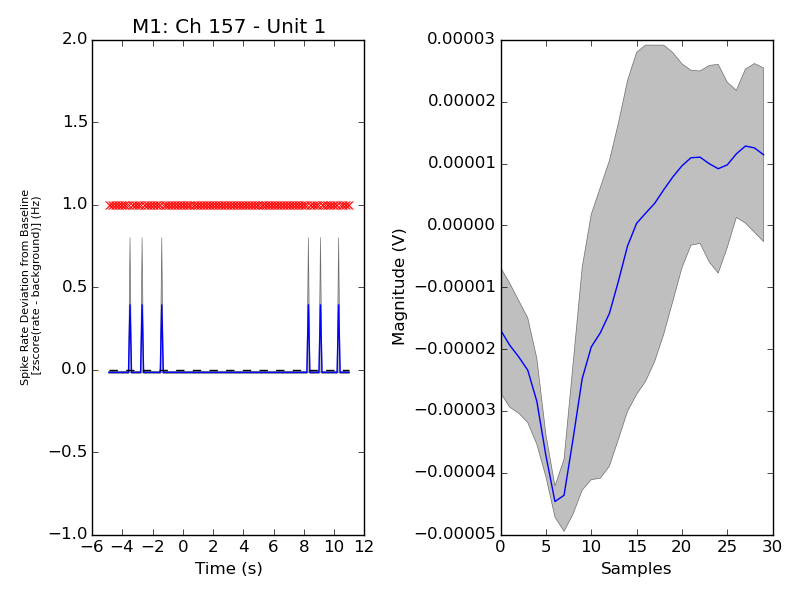 M1: Ch 157 - Unit 1
2.0
1.5
1.0
0.5
0.0
−0.5
−1.0
−6 −4 −2 0 2 4 6 8 10 12
Time (s)
Spike Rate Deviation from Baseline
[zscore(rate - background)] (Hz)
0.00003
0.00002
0.00001
0.00000
−0.00001
−0.00002
−0.00003
−0.00004
−0.00005
0 5 10 15 20 25 30
Samples
Magnitude (V)